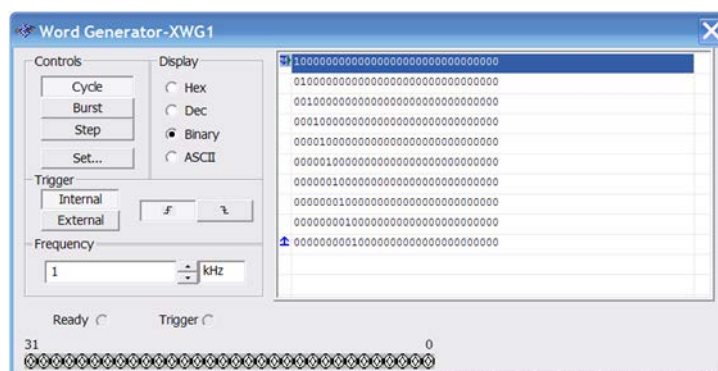 Word Generator-XWG1
Controls
Cycle
Burst
Step
Set...
Display
Hex
Dec
Binary
ASCII
Trigger
Internal
External
Frequency
1
kHz
Ready
Trigger
10000000000000000000000000000000
01000000000000000000000000000000
00100000000000000000000000000000
00010000000000000000000000000000
00001000000000000000000000000000
00000100000000000000000000000000
00000010000000000000000000000000
00000001000000000000000000000000
00000000100000000000000000000000
00000000010000000000000000000000
31 0